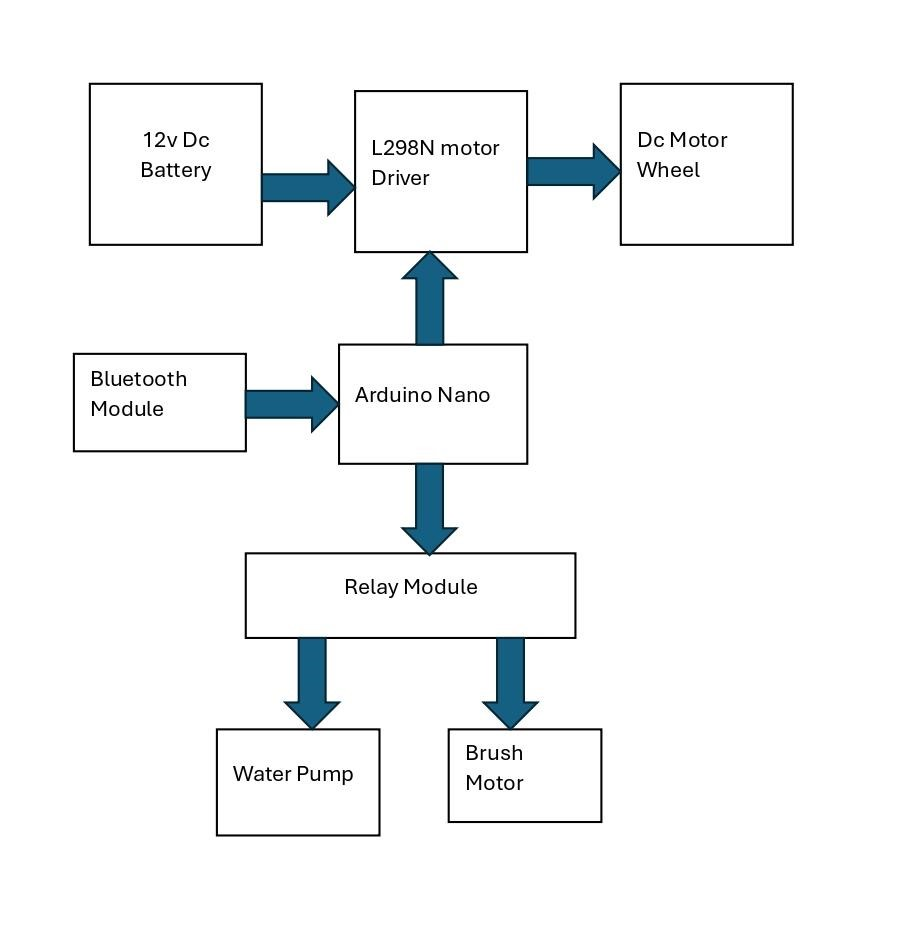 12v Dc
Battery
L298N motor
Driver
Dc Motor
Wheel
Bluetooth
Module
Arduino Nano
Relay Module
Water Pump
Brush
Motor